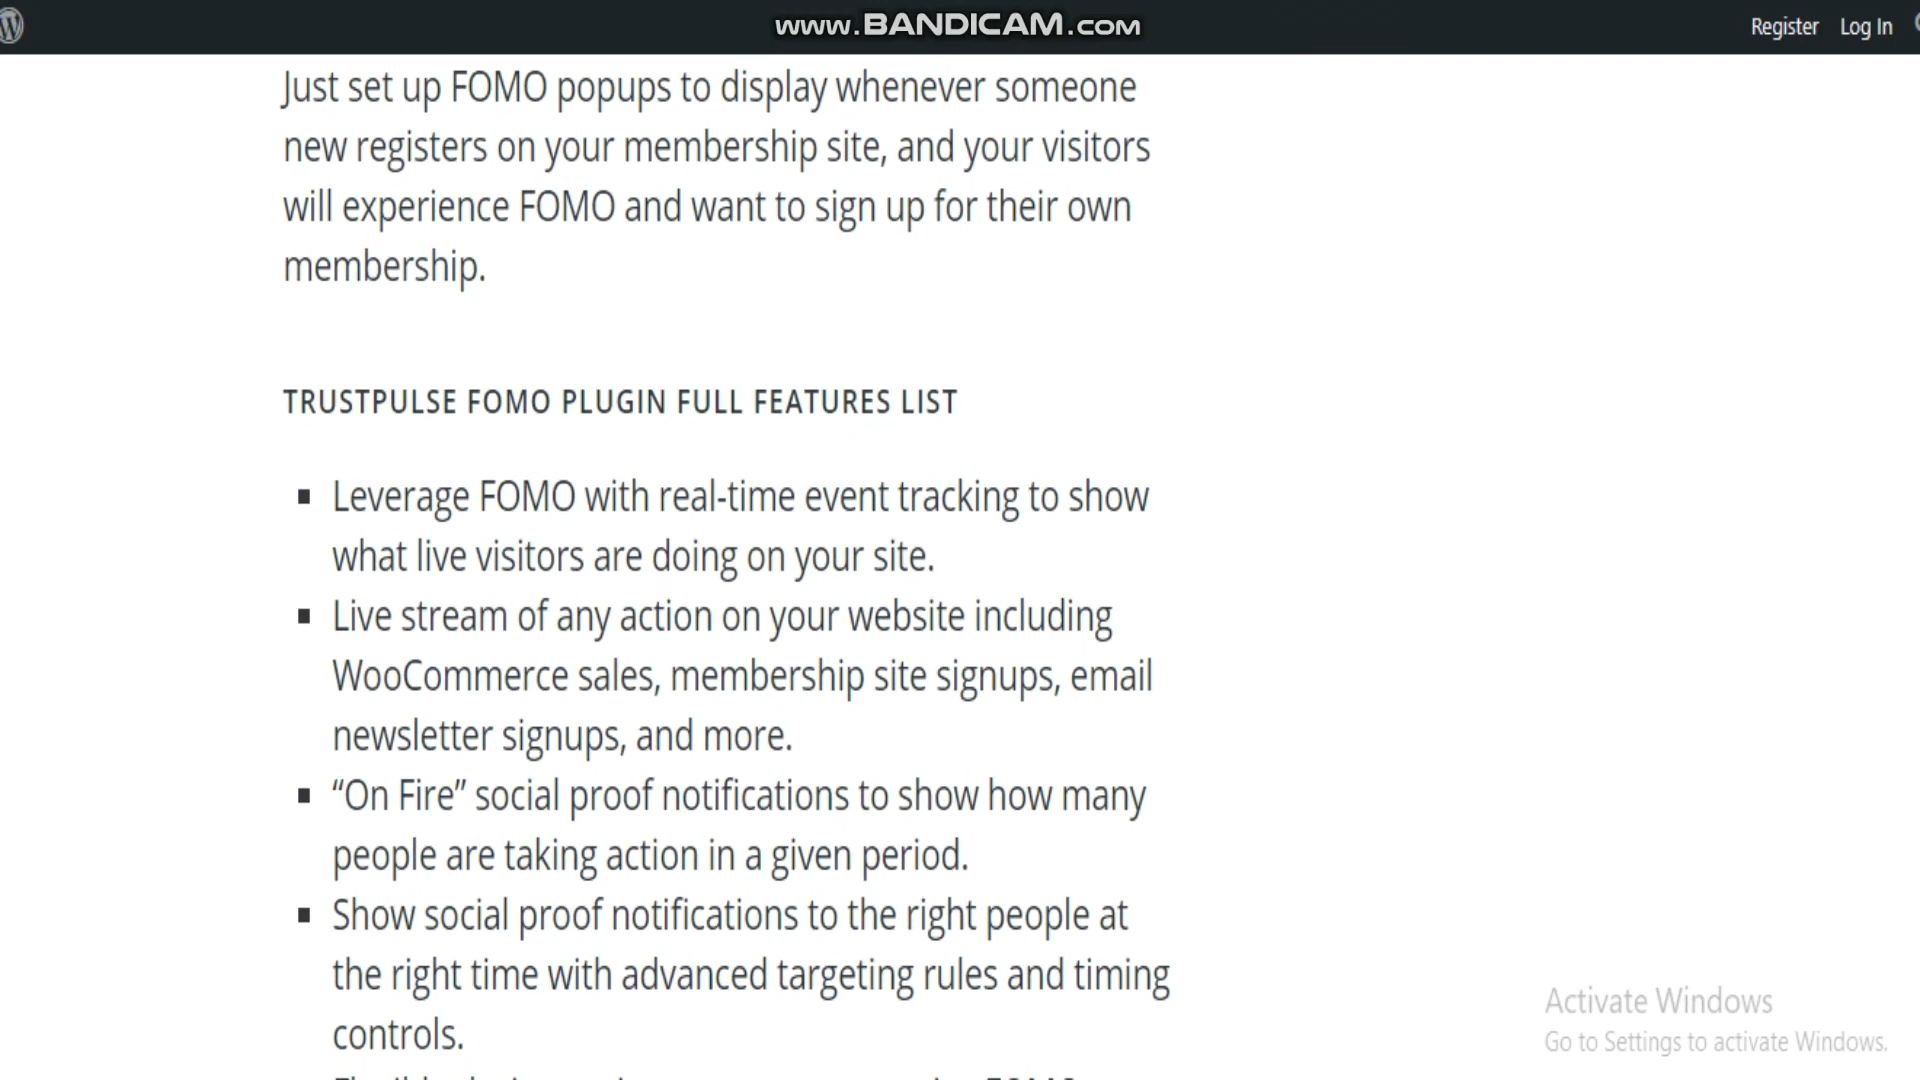 www.BANDICAM.com
Register Log In
Just set up FOMO popups to display whenever someone
new registers on your membership site, and your visitors
will experience FOMO and want to sign up for their own
membership.
TRUSTPULSE FOMO PLUGIN FULL FEATURES LIST
▪ Leverage FOMO with real-time event tracking to show
what live visitors are doing on your site.
▪ Live stream of any action on your website including
WooCommerce sales, membership site signups, email
newsletter signups, and more.
▪ “On Fire” social proof notifications to show how many
people are taking action in a given period.
▪ Show social proof notifications to the right people at
the right time with advanced targeting rules and timing
controls.
Activate Windows
Go to Settings to activate Windows.